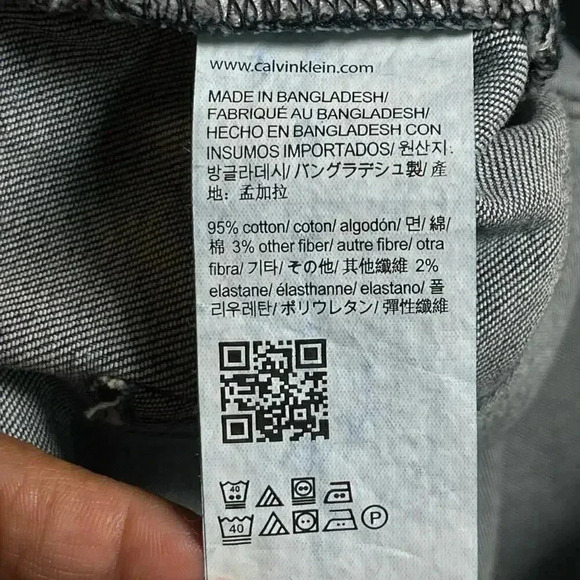 www.calvinklein.com
MADE IN BANGLADESH/
FABRIQUÉ AU BANGLADESH/
HECHO EN BANGLADESH CON
INSUMOS IMPORTADOS/ 원산지:
방글라데시/ バングラデシュ製/ 產
地: 孟加拉
95% cotton/ coton/ algodón/ 면/ 綿/
棉 3% other fiber/ autre fibre/ otra
fibra/ 기타/ その他/ 其他纖維 2%
elastane/ élasthanne/ elastano/ 폴
리우레탄/ ポリウレタン/ 彈性纖維
40
40 P